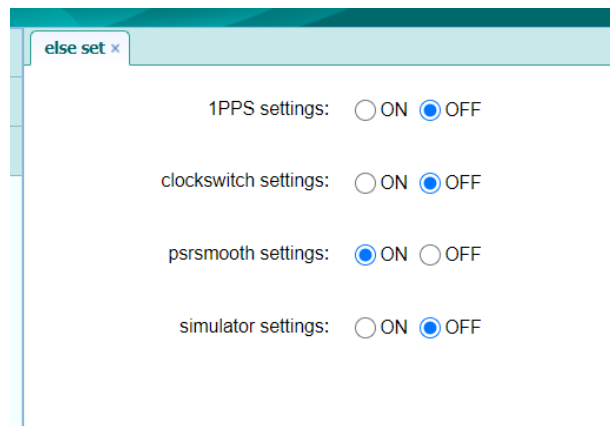 else set ×
1PPS settings: ON OFF
clockswitch settings: ON OFF
psrsmooth settings: ON OFF
simulator settings: ON OFF